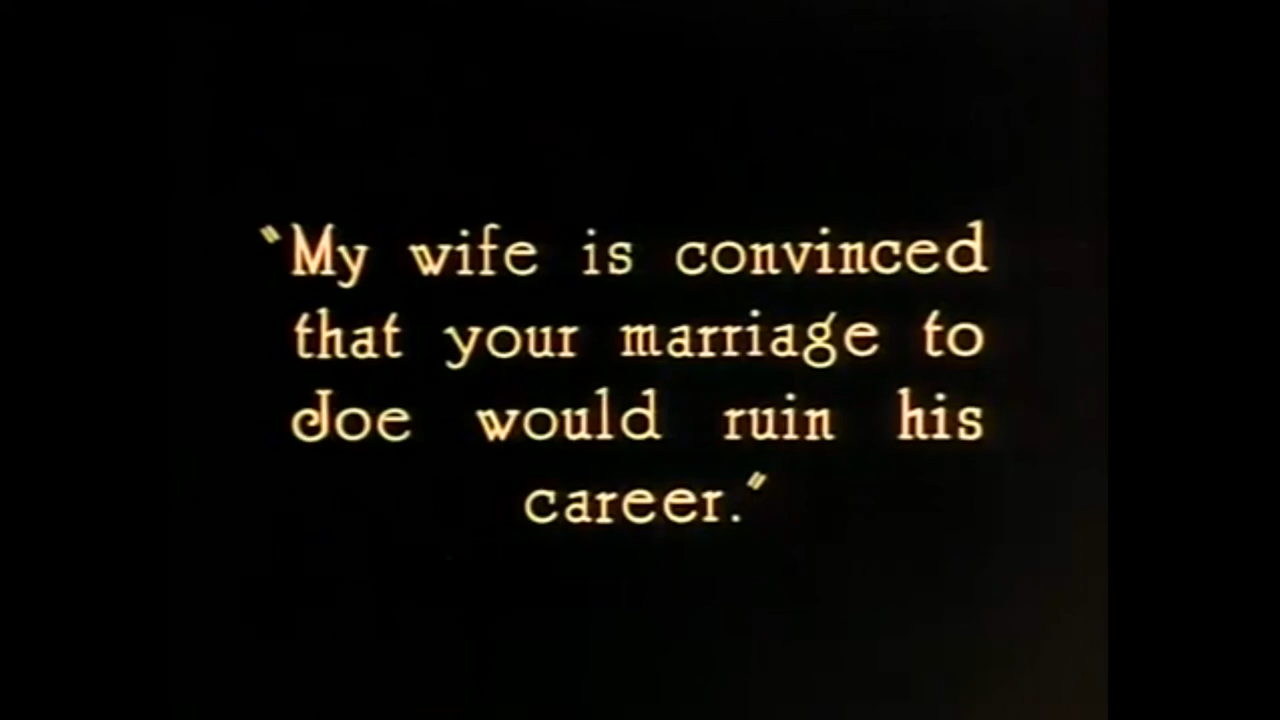 "My wife is convinced
that your marriage to
Joe would ruin his
career."